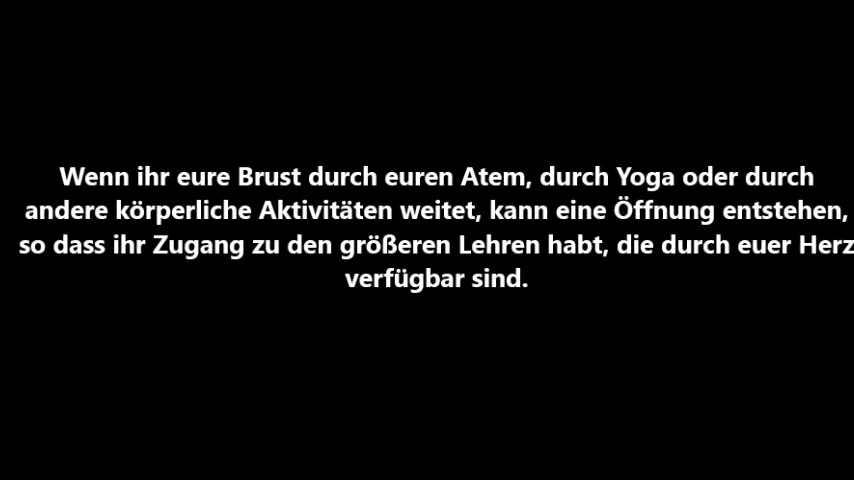 Wenn ihr eure Brust durch euren Atem, durch Yoga oder durch
andere körperliche Aktivitäten weitet, kann eine Öffnung entstehen,
so dass ihr Zugang zu den größeren Lehren habt, die durch euer Herz
verfügbar sind.